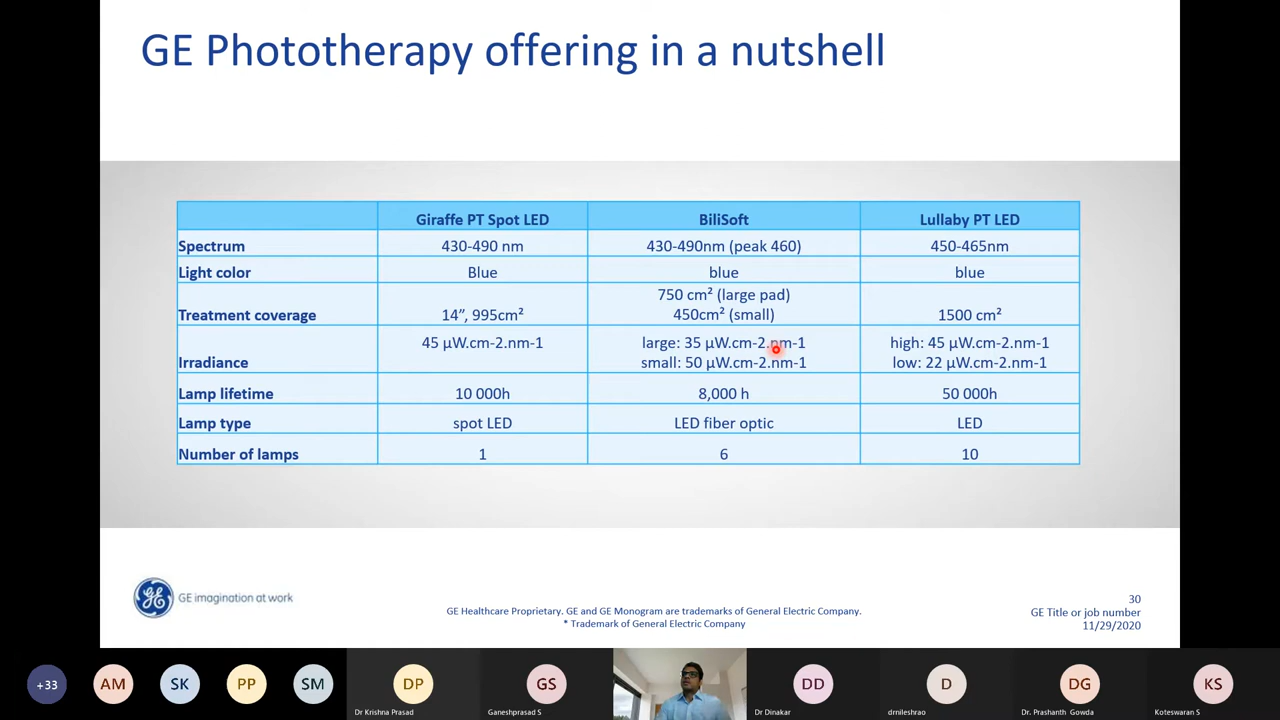 GE Phototherapy offering in a nutshell
Giraffe PT Spot LED BiliSoft Lullaby PT LED
Spectrum 430-490 nm 430-490nm (peak 460) 450-465nm
Light color Blue blue blue
Treatment coverage 14”, 995cm² 750 cm² (large pad) 1500 cm²
450cm² (small)
Irradiance 45 µW.cm-2.nm-1 large: 35 µW.cm-2.nm-1 high: 45 µW.cm-2.nm-1
small: 50 µW.cm-2.nm-1 low: 22 µW.cm-2.nm-1
Lamp lifetime 10 000h 8,000 h 50 000h
Lamp type spot LED LED fiber optic LED
Number of lamps 1 6 10
GE imagination at work
GE Healthcare Proprietary. GE and GE Monogram are trademarks of General Electric Company.
* Trademark of General Electric Company
30
GE Title or job number
11/29/2020
+33 AM SK PP SM DP GS DD D DG KS
Dr Krishna Prasad Ganeshprasad S Dr Dinakar drnileshrao Dr. Prashanth Gowda Koteswaran S